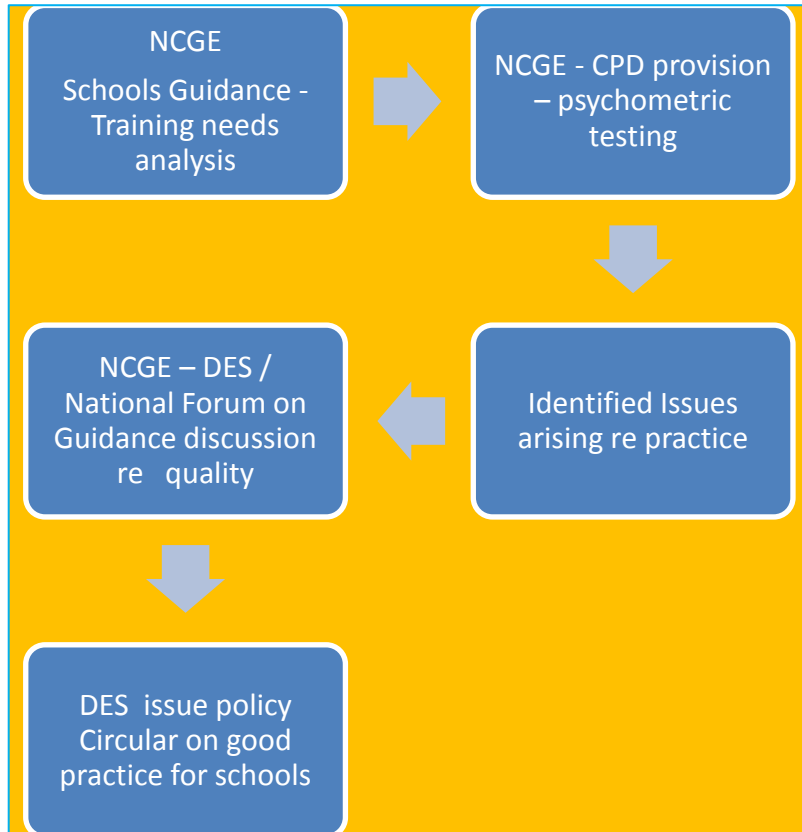 NCGE
Schools Guidance -
Training needs
analysis
NCGE - CPD provision
– psychometric
testing
Identified Issues
arising re practice
NCGE – DES /
National Forum on
Guidance discussion
re quality
DES issue policy
Circular on good
practice for schools